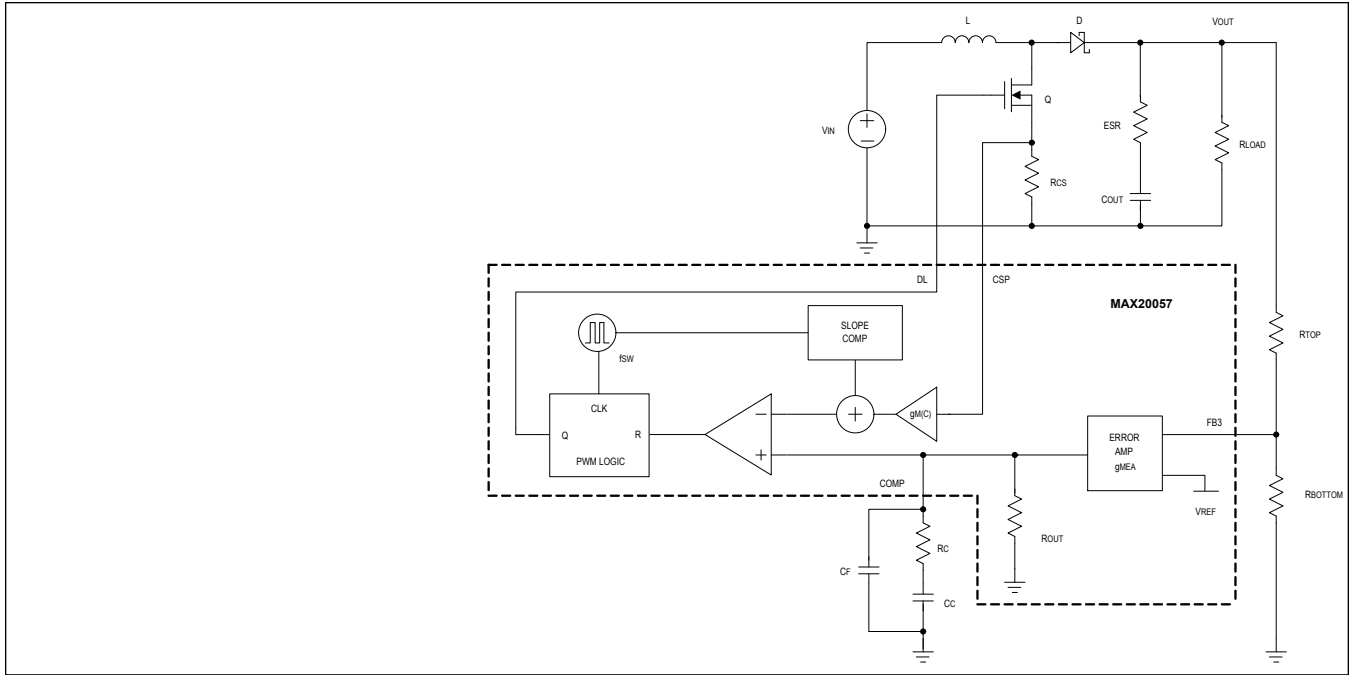 L
D
VOUT
Q
VIN
ESR
RLOAD
RCS
COUT
DL
CSP
MAX20057
SLOPE
COMP
fSW
RTOP
CLK
gM(C)
FB3
Q
R
ERROR
AMP
gMEA
PWM LOGIC
COMP
RBOTTOM
VREF
ROUT
RC
CF
CC